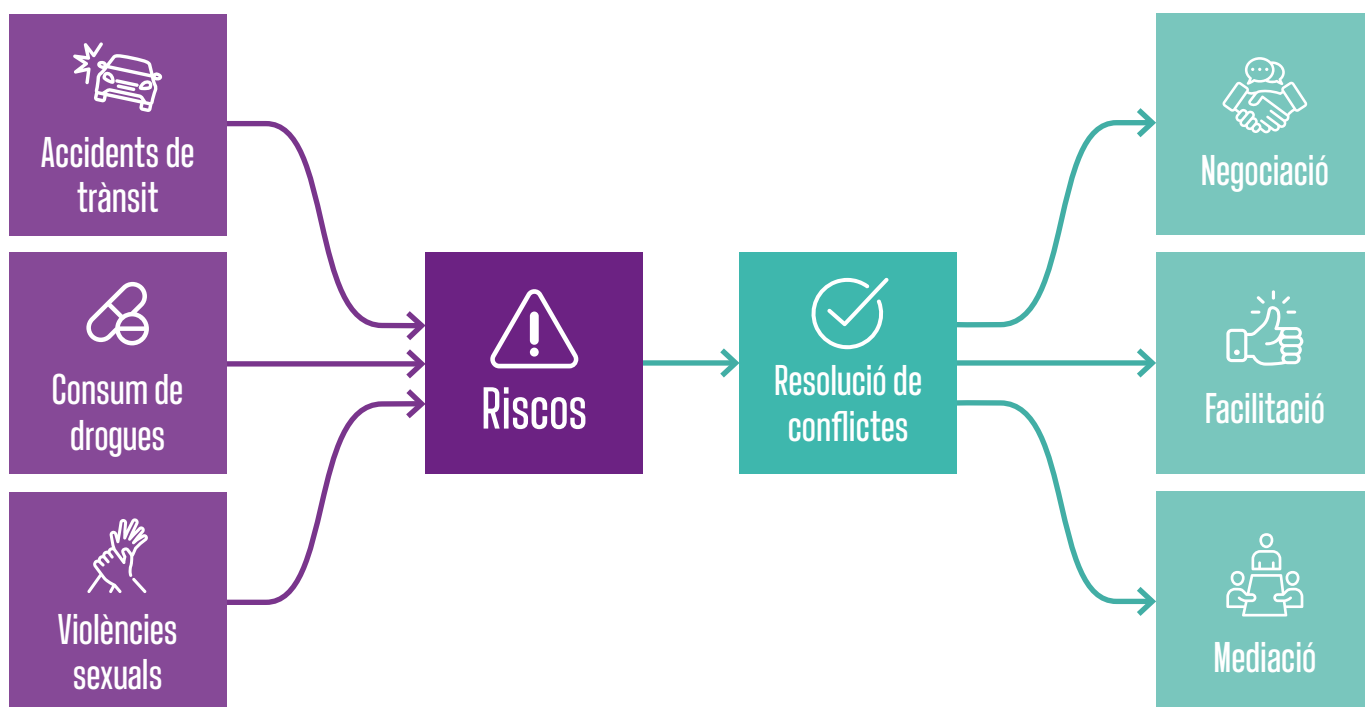 Accidents de
trànsit
Consum de
drogues
Violències
sexuals
Riscos
Resolució de
conflictes
Negociació
Facilitació
Mediació